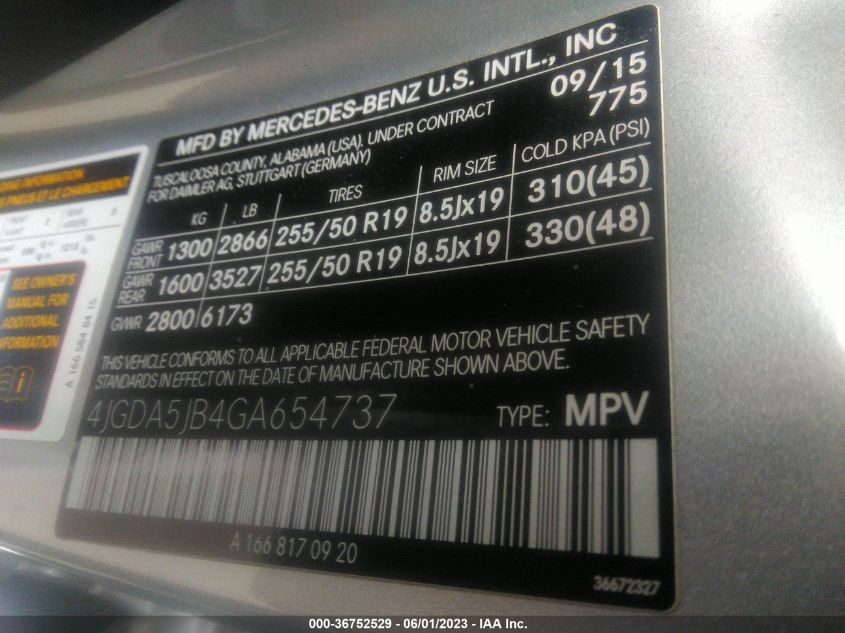 MFD BY MERCEDES-BENZ U.S. INTL., INC
TUSCALOOSA COUNTY, ALABAMA (USA). UNDER CONTRACT
FOR DAIMLER AG, STUTTGART (GERMANY)
09/15
775
KG LB TIRES RIM SIZE COLD KPA (PSI)
GAWR FRONT 1300 2866 255/50 R19 8.5Jx19 310(45)
GAWR REAR 1600 3527 255/50 R19 8.5Jx19 330(48)
GVWR 2800 6173
THIS VEHICLE CONFORMS TO ALL APPLICABLE FEDERAL MOTOR VEHICLE SAFETY
STANDARDS IN EFFECT ON THE DATE OF MANUFACTURE SHOWN ABOVE.
4JGDA5JB4GA654737 TYPE: MPV
A 166 817 09 20
36672327
INFORMATION
PNEUS ET LE CHARGEMENT
SEE OWNER'S
MANUAL FOR
ADDITIONAL
INFORMATION
A 166 584 84 15
000-36752529 - 06/01/2023 - IAA Inc.